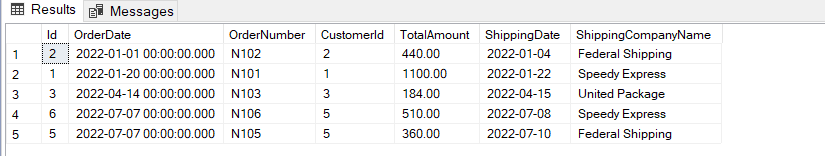 Results Messages
Id OrderDate OrderNumber CustomerId TotalAmount ShippingDate ShippingCompanyName
1 2 2022-01-01 00:00:00.000 N102 2 440.00 2022-01-04 Federal Shipping
2 1 2022-01-20 00:00:00.000 N101 1 1100.00 2022-01-22 Speedy Express
3 3 2022-04-14 00:00:00.000 N103 3 184.00 2022-04-15 United Package
4 6 2022-07-07 00:00:00.000 N106 5 510.00 2022-07-08 Speedy Express
5 5 2022-07-07 00:00:00.000 N105 5 360.00 2022-07-10 Federal Shipping